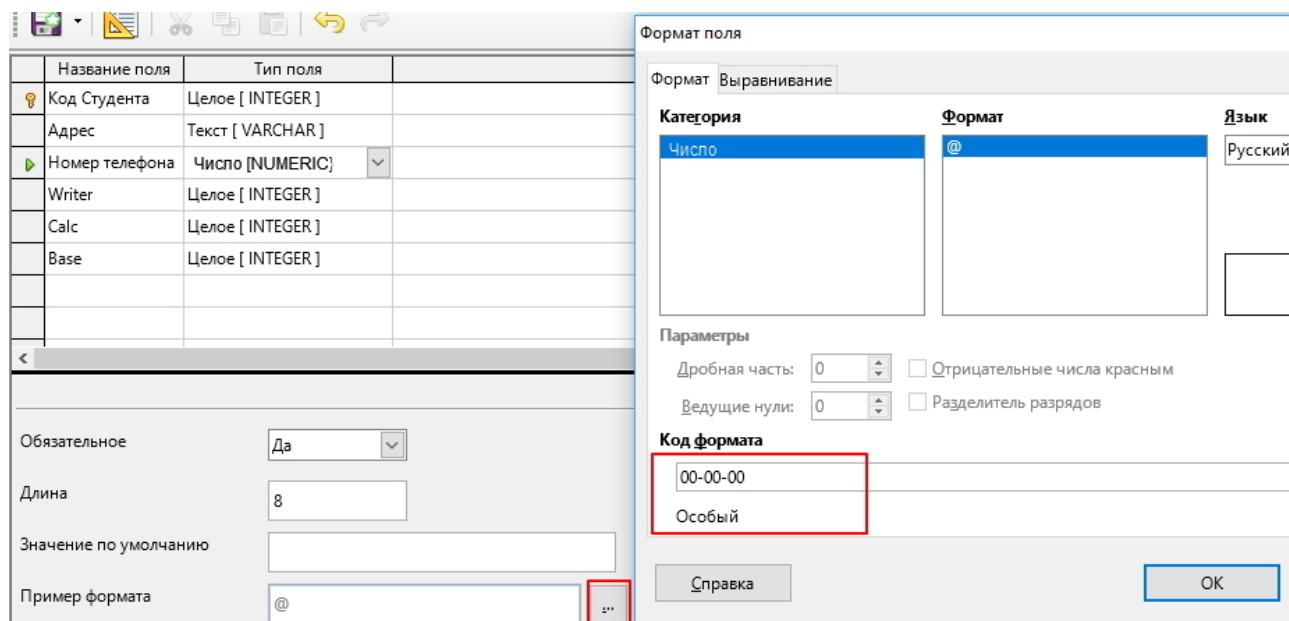 Название поля Тип поля
Код Студента Целое [ INTEGER ]
Адрес Текст [ VARCHAR ]
Номер телефона Число [NUMERIC}
Writer Целое [ INTEGER ]
Calc Целое [ INTEGER ]
Base Целое [ INTEGER ]
Обязательное Да
Длина 8
Значение по умолчанию
Пример формата @ ...
Формат поля
Формат Выравнивание
Категория Формат Язык
Число @ Русский
Параметры
Дробная часть: 0 Отрицательные числа красным
Ведущие нули: 0 Разделитель разрядов
Код формата
00-00-00
Особый
Справка OK